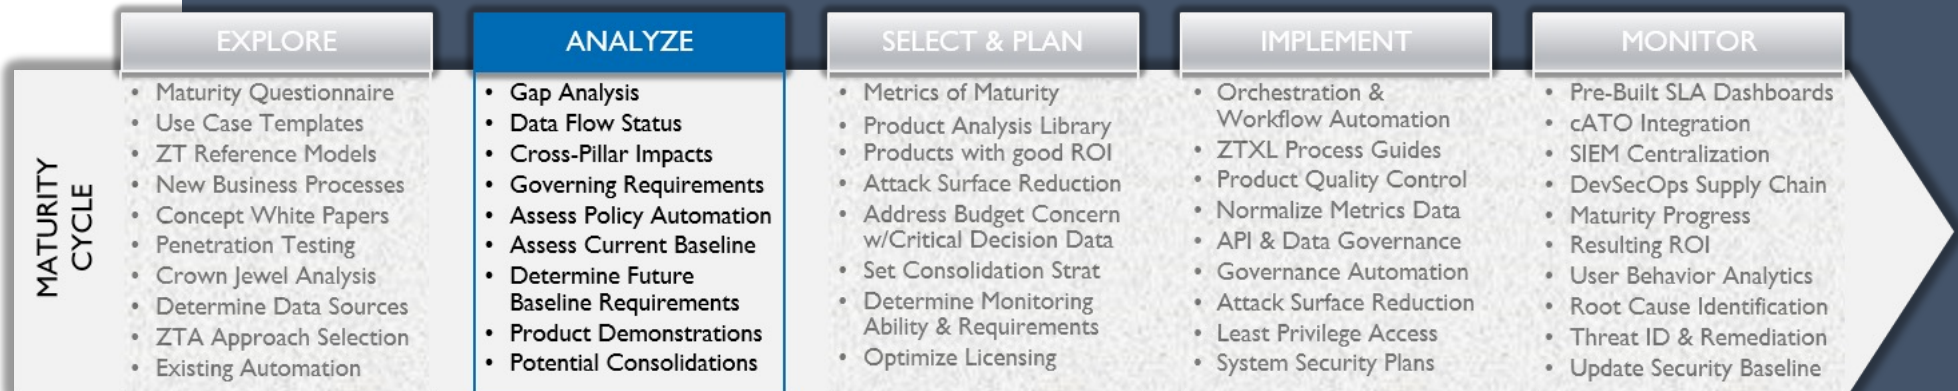 MATURITY
CYCLE
EXPLORE
• Maturity Questionnaire
• Use Case Templates
• ZT Reference Models
• New Business Processes
• Concept White Papers
• Penetration Testing
• Crown Jewel Analysis
• Determine Data Sources
• ZTA Approach Selection
• Existing Automation
ANALYZE
• Gap Analysis
• Data Flow Status
• Cross-Pillar Impacts
• Governing Requirements
• Assess Policy Automation
• Assess Current Baseline
• Determine Future
Baseline Requirements
• Product Demonstrations
• Potential Consolidations
SELECT & PLAN
• Metrics of Maturity
• Product Analysis Library
• Products with good ROI
• Attack Surface Reduction
• Address Budget Concern
w/Critical Decision Data
• Set Consolidation Strat
• Determine Monitoring
Ability & Requirements
• Optimize Licensing
IMPLEMENT
• Orchestration &
Workflow Automation
• ZTXL Process Guides
• Product Quality Control
• Normalize Metrics Data
• API & Data Governance
• Governance Automation
• Attack Surface Reduction
• Least Privilege Access
• System Security Plans
MONITOR
• Pre-Built SLA Dashboards
• cATO Integration
• SIEM Centralization
• DevSecOps Supply Chain
• Maturity Progress
• Resulting ROI
• User Behavior Analytics
• Root Cause Identification
• Threat ID & Remediation
• Update Security Baseline